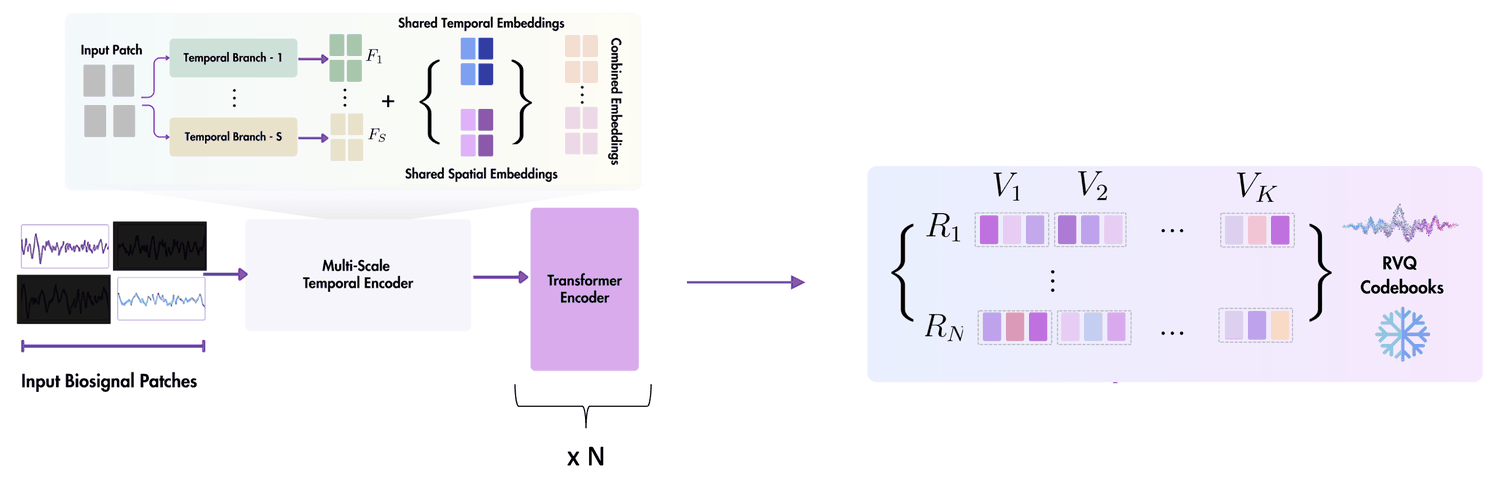 Shared Temporal Embeddings
Input Patch
Temporal Branch - 1
F1
⋮
+
Temporal Branch - S
FS
Shared Spatial Embeddings
Combined Embeddings
Multi-Scale
Temporal Encoder
Transformer
Encoder
Input Biosignal Patches
x N
V1 V2 VK
R1 ...
⋮
RN ...
RVQ
Codebooks